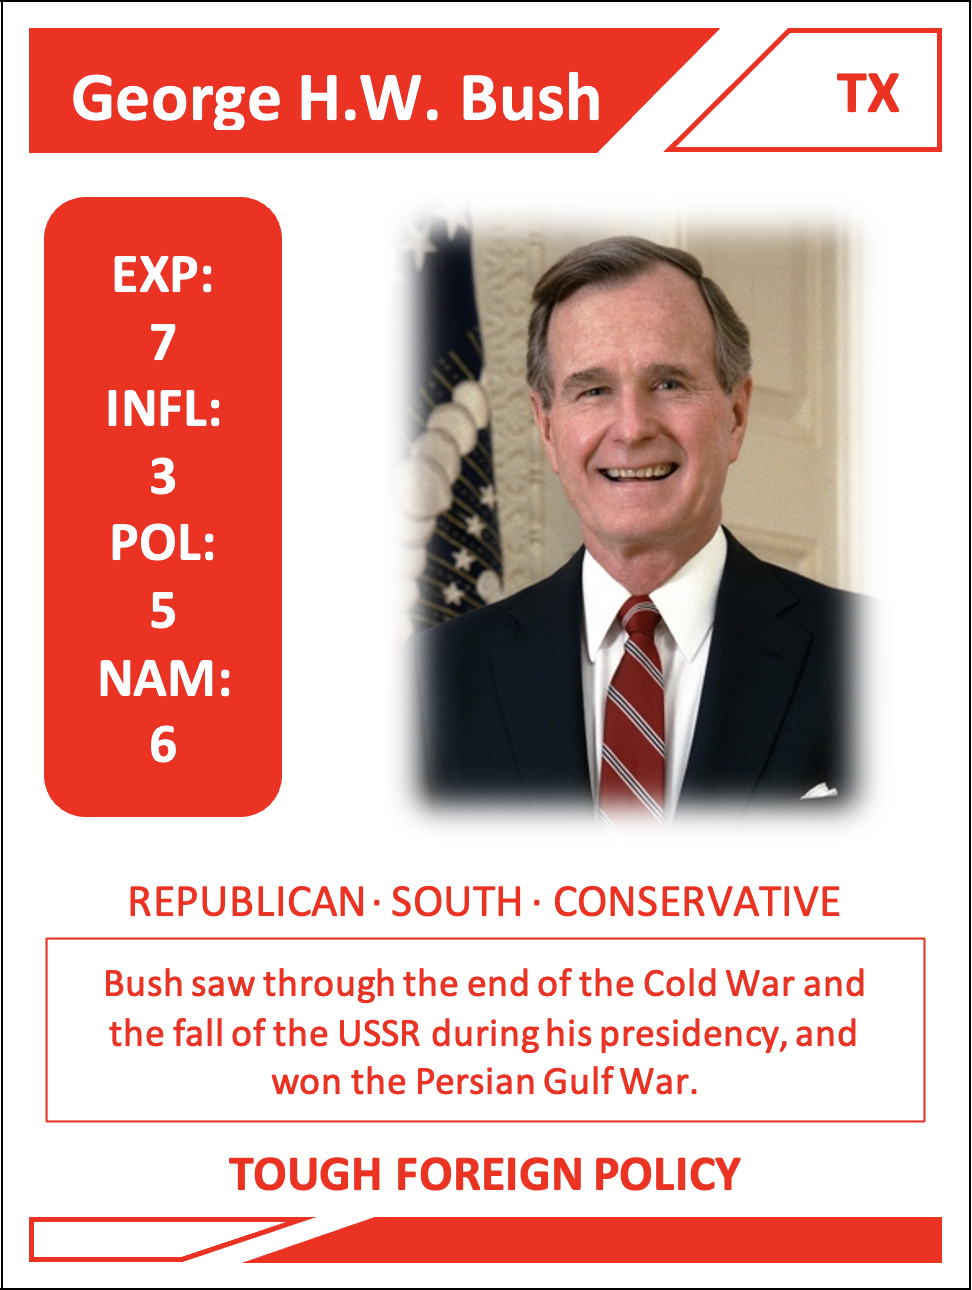 George H.W. Bush
TX
EXP:
7
INFL:
3
POL:
5
NAM:
6
REPUBLICAN · SOUTH · CONSERVATIVE
Bush saw through the end of the Cold War and
the fall of the USSR during his presidency, and
won the Persian Gulf War.
TOUGH FOREIGN POLICY